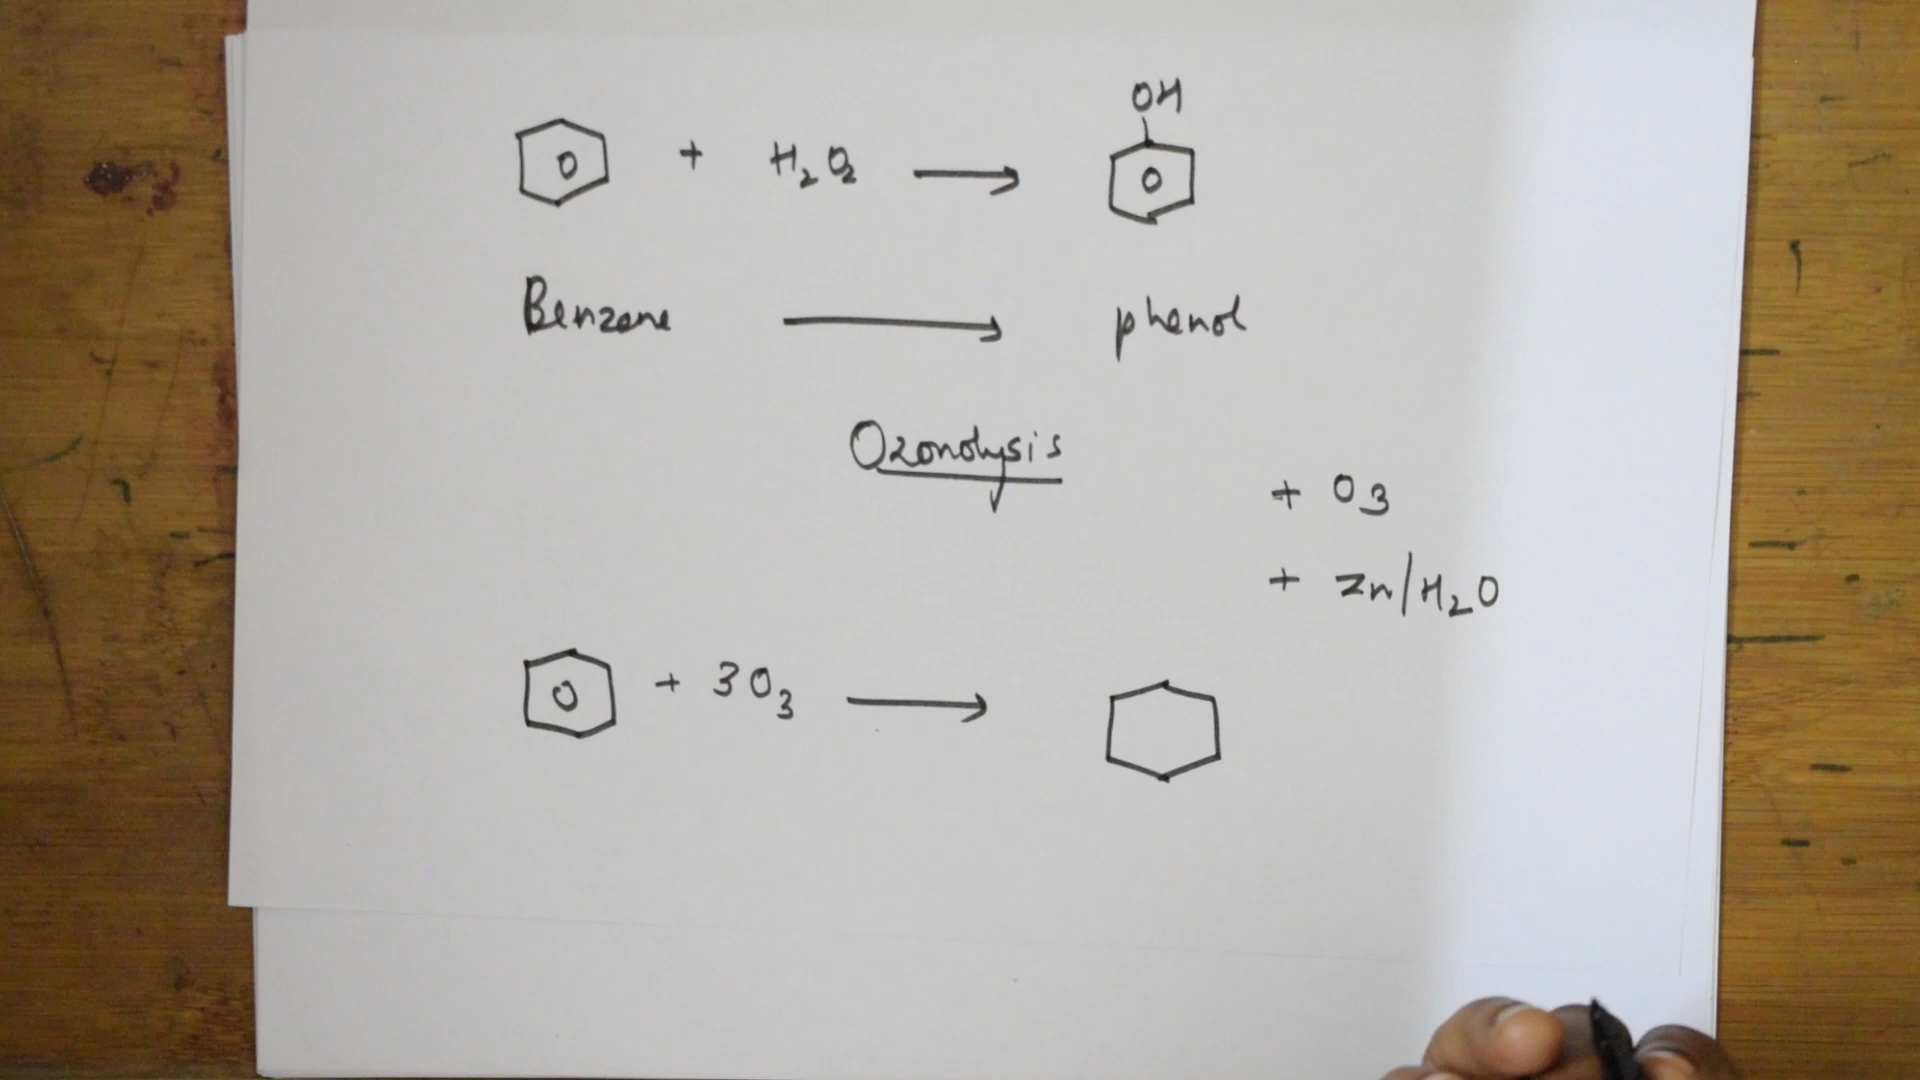 OH
+ H₂O₂ ⟶
Benzene ⟶ phenol
Ozonolysis
+ O₃
+ Zn/H₂O
+ 3O₃ ⟶